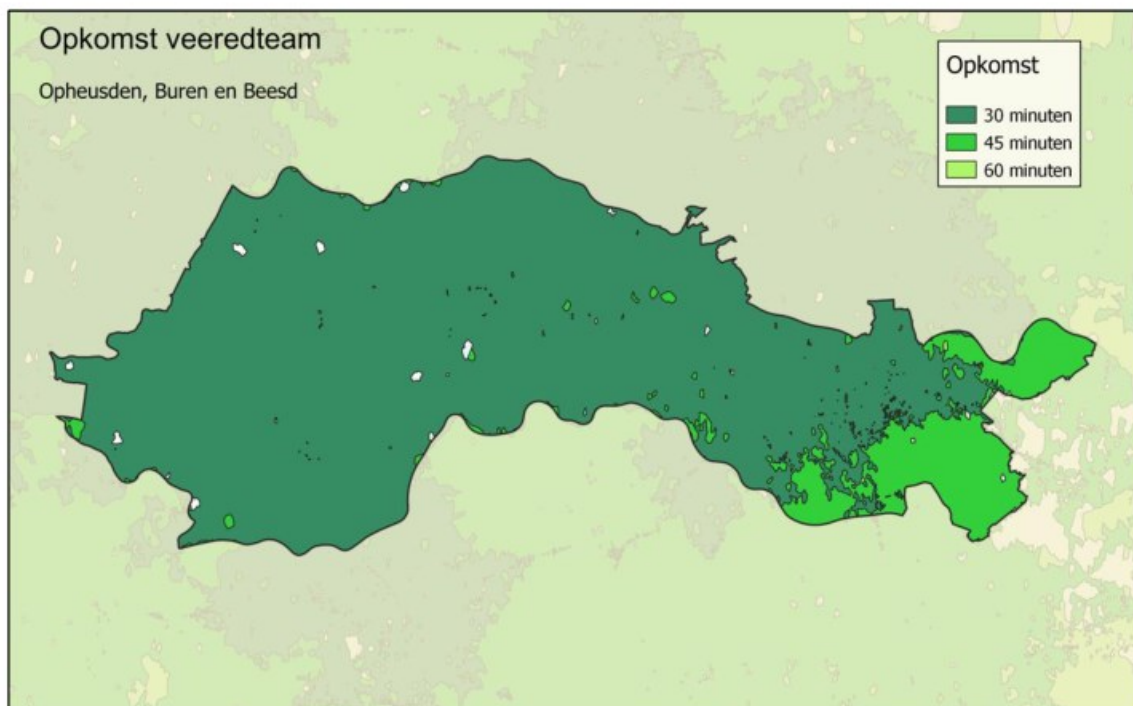 Opkomst veeredteam
Opheusden, Buren en Beesd
Opkomst
30 minuten
45 minuten
60 minuten